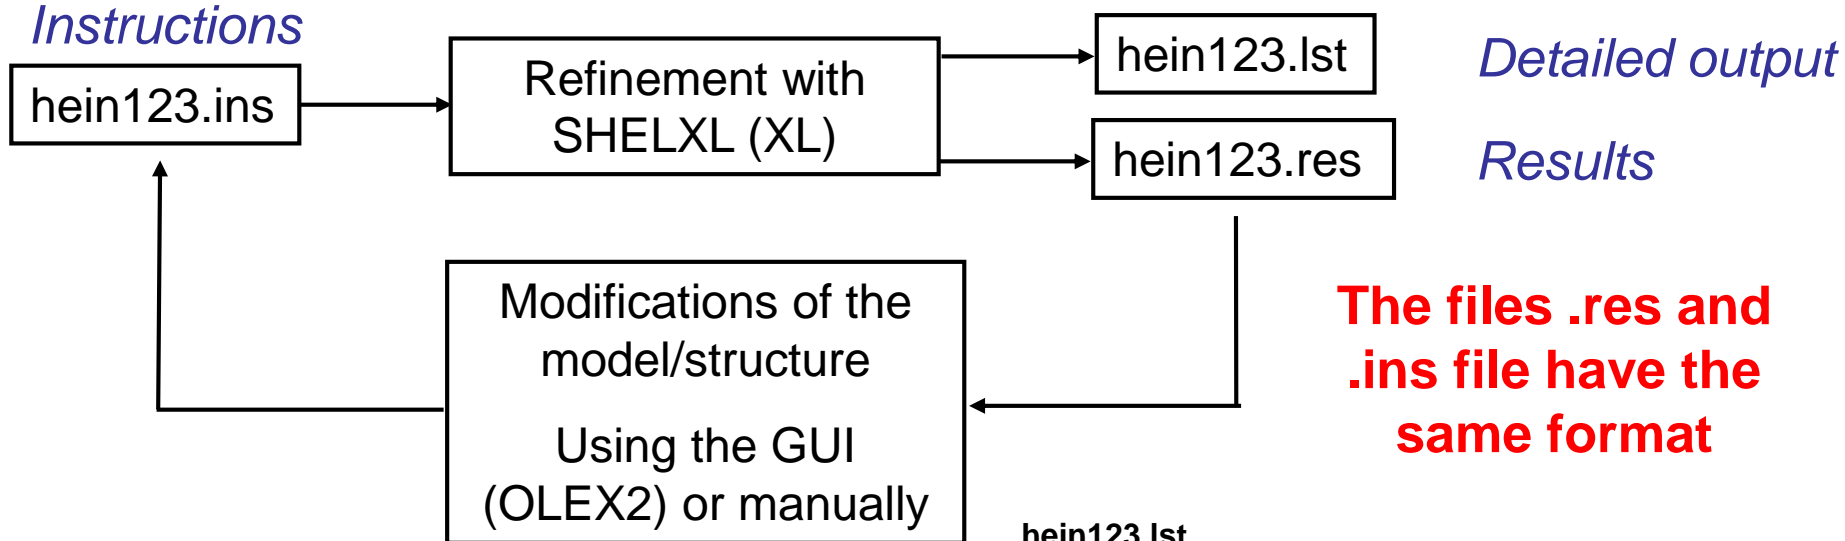 Instructions
hein123.ins
Refinement with
SHELXL (XL)
hein123.lst
Detailed output
hein123.res
Results
Modifications of the
model/structure
Using the GUI
(OLEX2) or manually
The files .res and
.ins file have the
same format
hein123.lst